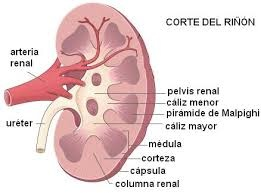 CORTE DEL RIÑÓN
arteria
renal
pelvis renal
cáliz menor
pirámide de Malpighi
cáliz mayor
uréter
médula
corteza
cápsula
columna renal